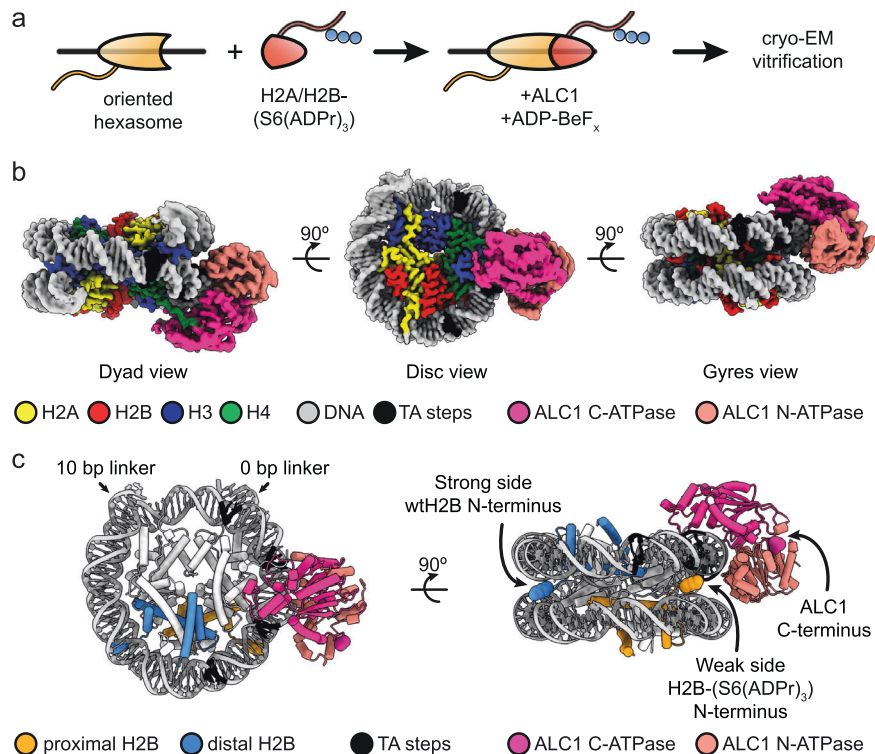 a
oriented
hexasome
+
H2A/H2B-
(S6(ADPr)₃)
+ALC1
+ADP-BeFₓ
cryo-EM
vitrification
b
90º
90º
Dyad view
Disc view
Gyres view
H2A H2B H3 H4 DNA TA steps ALC1 C-ATPase ALC1 N-ATPase
c
10 bp linker
0 bp linker
90º
Strong side
wtH2B N-terminus
ALC1
C-terminus
Weak side
H2B-(S6(ADPr)₃)
N-terminus
proximal H2B distal H2B TA steps ALC1 C-ATPase ALC1 N-ATPase